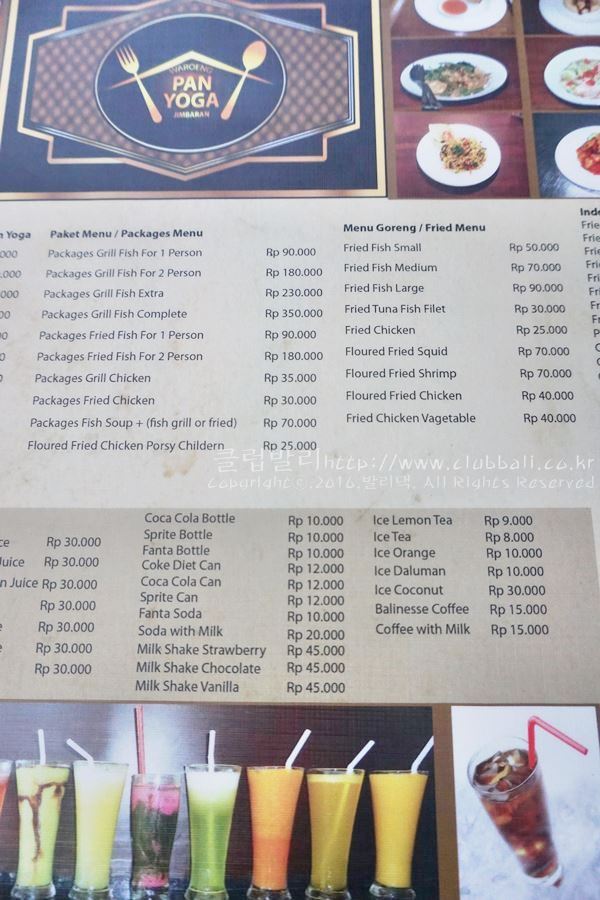 WAROENG
PAN
YOGA
JIMBARAN
n Yoga
Paket Menu / Packages Menu
Packages Grill Fish For 1 Person Rp 90.000
Packages Grill Fish For 2 Person Rp 180.000
Packages Grill Fish Extra Rp 230.000
Packages Grill Fish Complete Rp 350.000
Packages Fried Fish For 1 Person Rp 90.000
Packages Fried Fish For 2 Person Rp 180.000
Packages Grill Chicken Rp 35.000
Packages Fried Chicken Rp 30.000
Packages Fish Soup + (fish grill or fried) Rp 70.000
Floured Fried Chicken Porsy Childern Rp 25.000
Menu Goreng / Fried Menu
Fried Fish Small Rp 50.000
Fried Fish Medium Rp 70.000
Fried Fish Large Rp 90.000
Fried Tuna Fish Filet Rp 30.000
Fried Chicken Rp 25.000
Floured Fried Squid Rp 70.000
Floured Fried Shrimp Rp 70.000
Floured Fried Chicken Rp 40.000
Fried Chicken Vagetable Rp 40.000
클럽발리 http://www.clubbali.co.kr
Copyright© 2016.발리댁. All Rights Reserved
ce Rp 30.000
Juice Rp 30.000
n Juice Rp 30.000
Rp 30.000
e Rp 30.000
e Rp 30.000
Rp 30.000
Coca Cola Bottle Rp 10.000
Sprite Bottle Rp 10.000
Fanta Bottle Rp 10.000
Coke Diet Can Rp 12.000
Coca Cola Can Rp 12.000
Sprite Can Rp 12.000
Fanta Soda Rp 10.000
Soda with Milk Rp 20.000
Milk Shake Strawberry Rp 45.000
Milk Shake Chocolate Rp 45.000
Milk Shake Vanilla Rp 45.000
Ice Lemon Tea Rp 9.000
Ice Tea Rp 8.000
Ice Orange Rp 10.000
Ice Daluman Rp 10.000
Ice Coconut Rp 30.000
Balinesse Coffee Rp 15.000
Coffee with Milk Rp 15.000